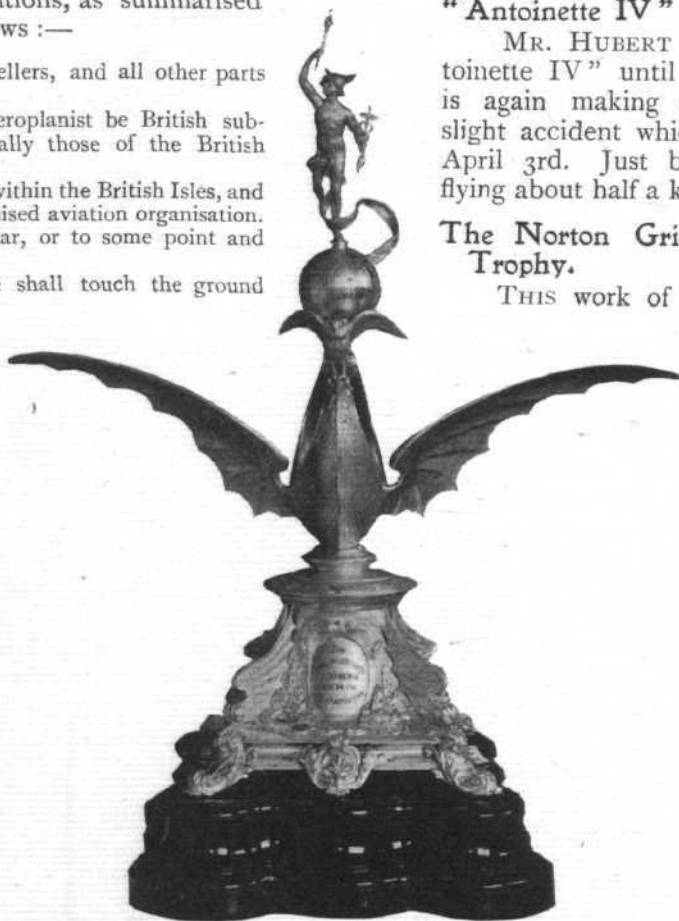 itions, as summarised
ws :—
ellers, and all other parts
eroplanist be British sub-
ally those of the British
within the British Isles, and
ised aviation organisation.
ar, or to some point and
e shall touch the ground
"Antoinette IV"
MR. HUBERT
toinette IV" until
is again making
slight accident whic
April 3rd. Just b
flying about half a k
The Norton Gri
Trophy.
THIS work of